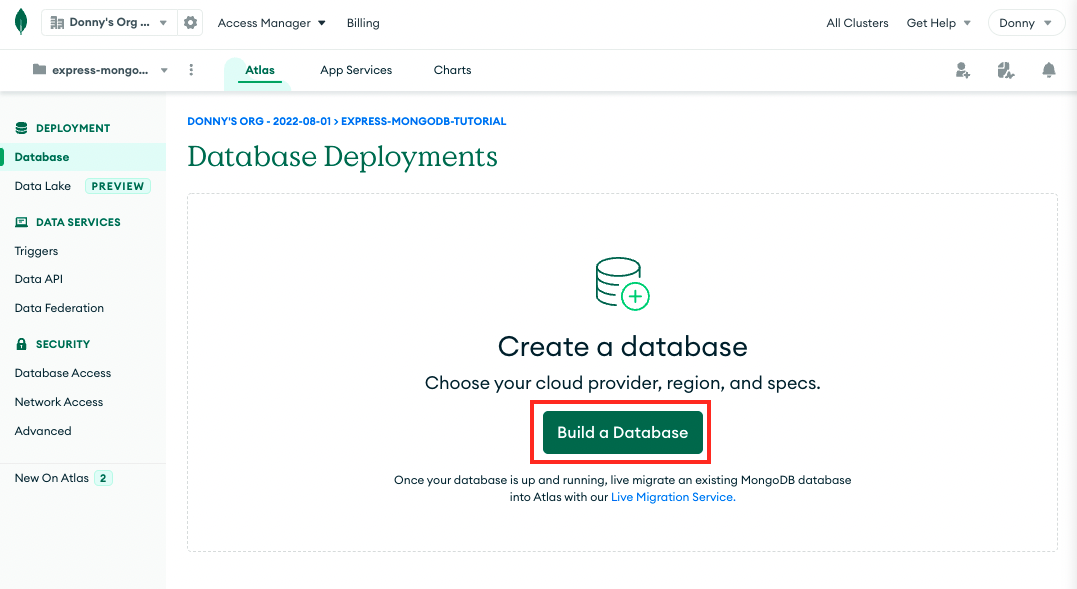 Donny's Org ...
Access Manager
Billing
All Clusters
Get Help
Donny
express-mongo...
Atlas
App Services
Charts
DEPLOYMENT
Database
Data Lake PREVIEW
DATA SERVICES
Triggers
Data API
Data Federation
SECURITY
Database Access
Network Access
Advanced
New On Atlas 2
DONNY'S ORG - 2022-08-01 > EXPRESS-MONGODB-TUTORIAL
Database Deployments
Create a database
Choose your cloud provider, region, and specs.
Build a Database
Once your database is up and running, live migrate an existing MongoDB database
into Atlas with our Live Migration Service.